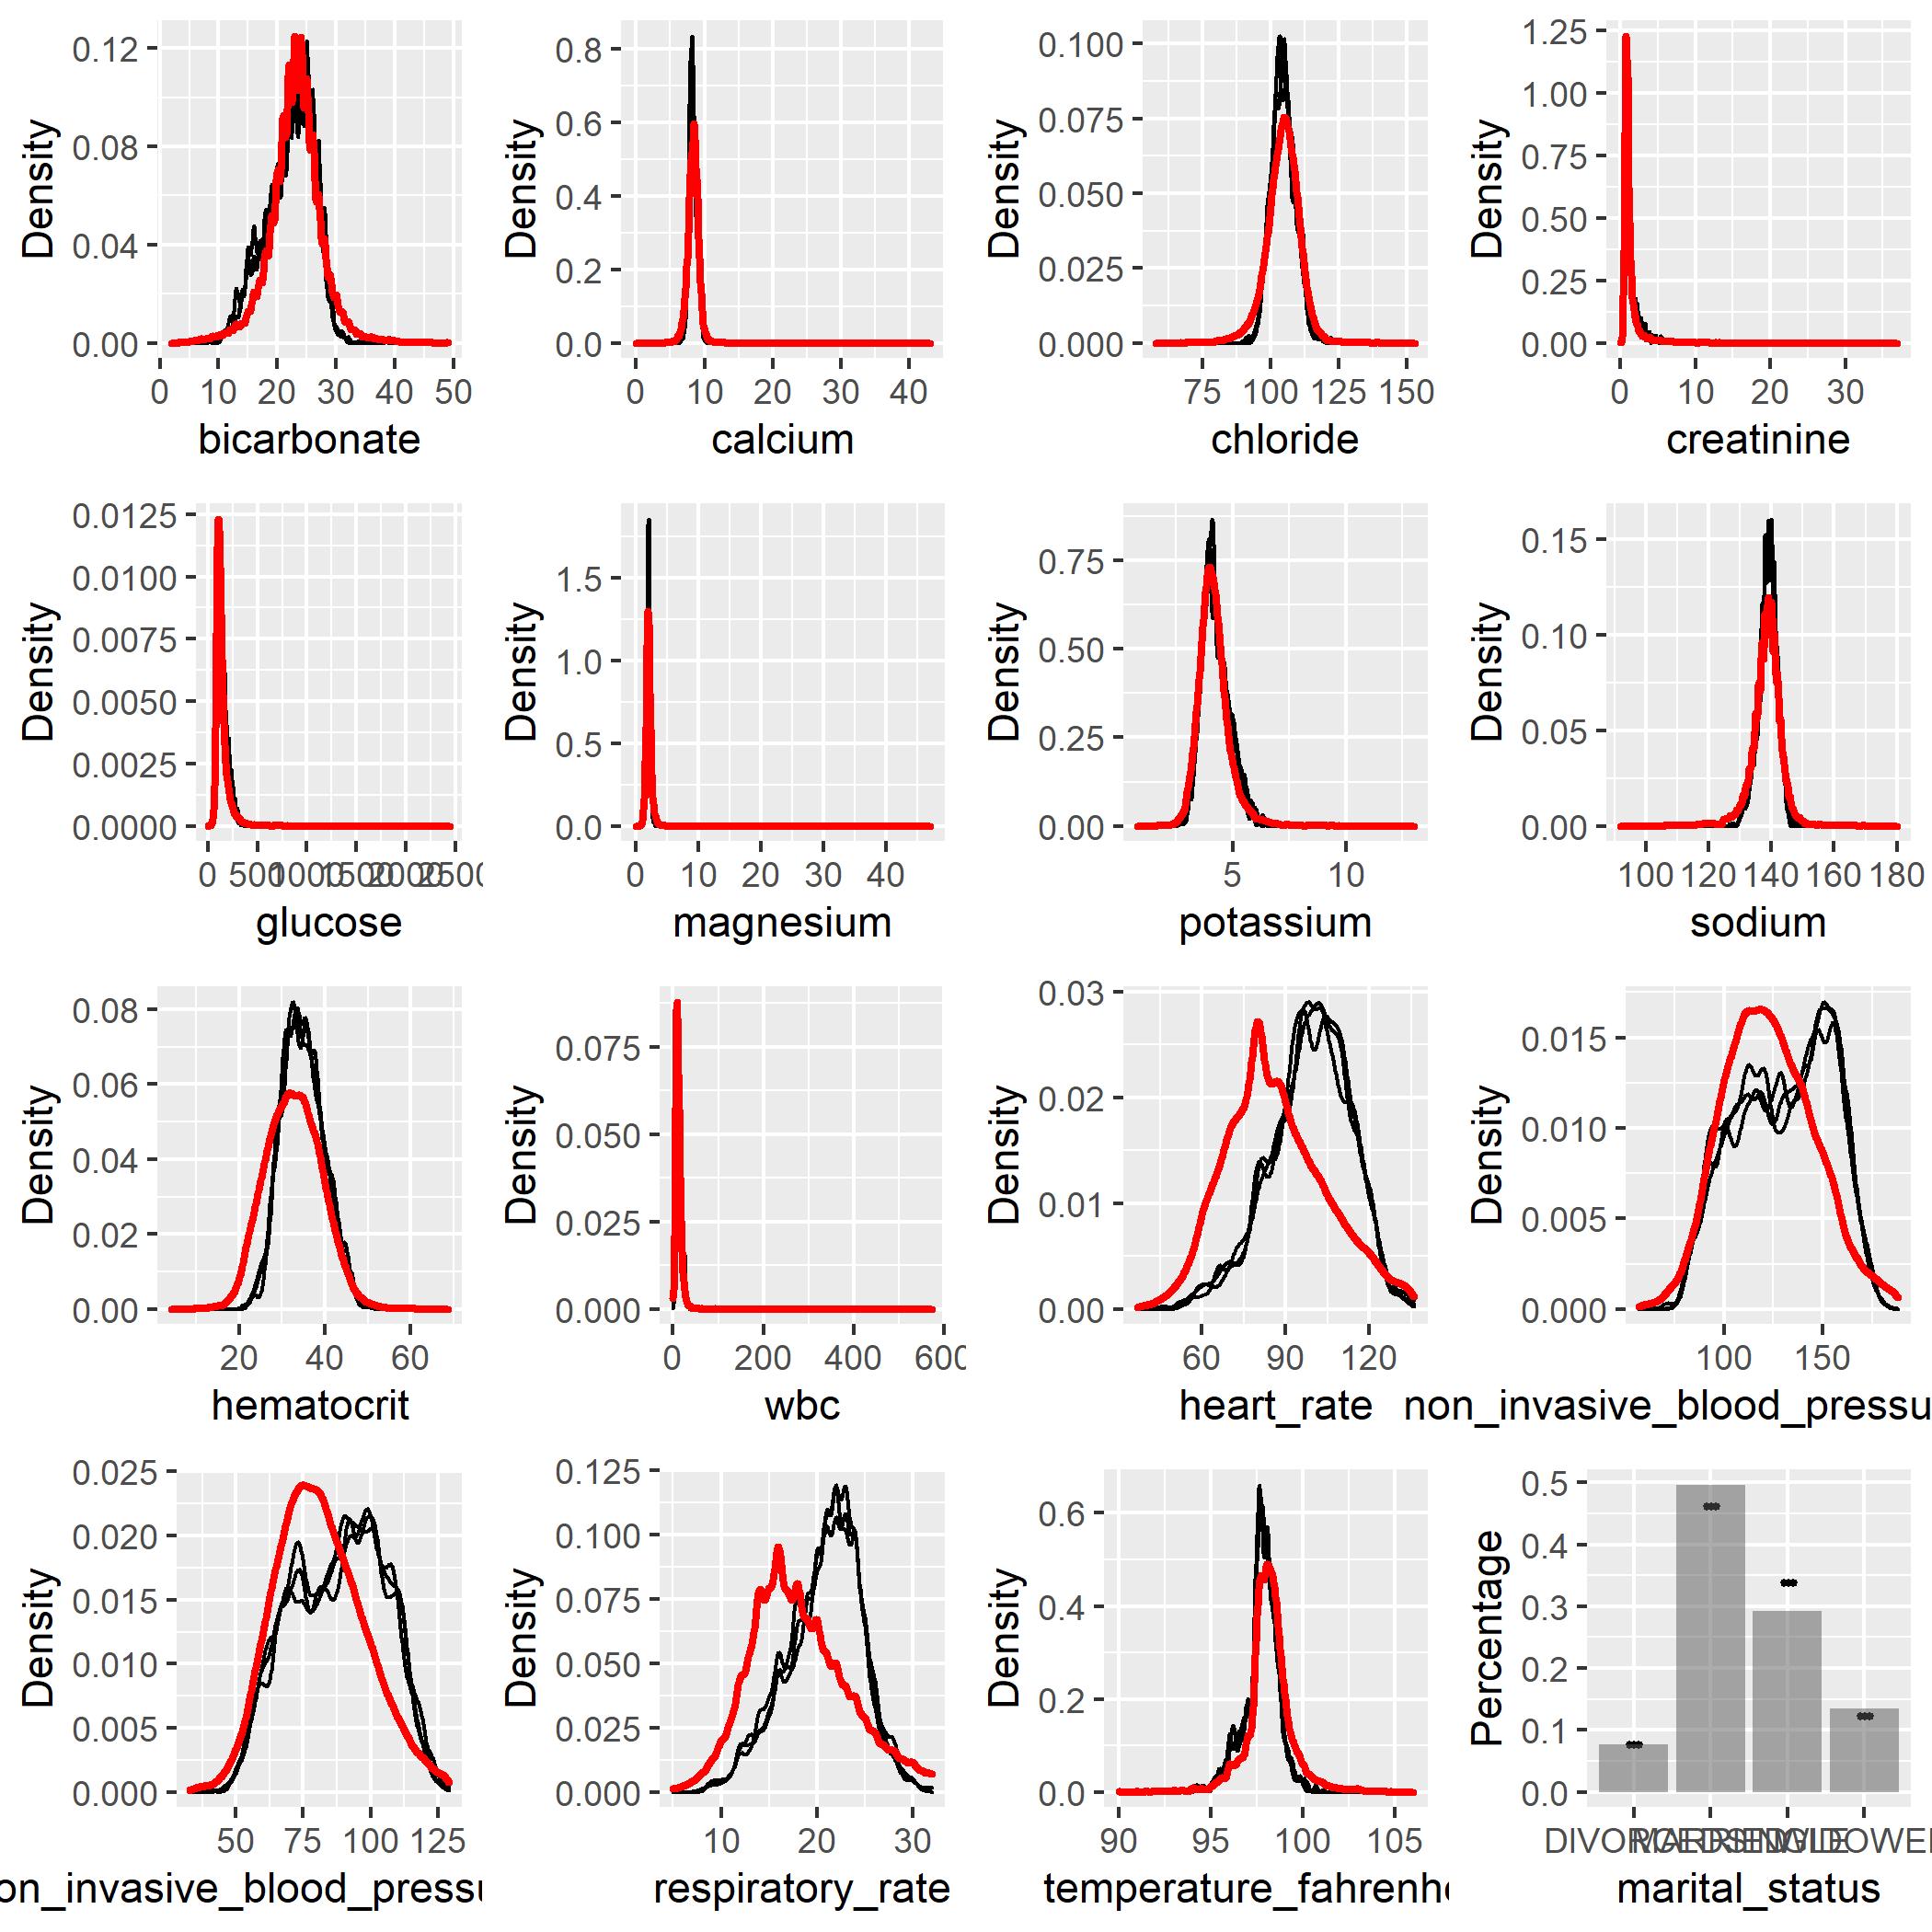 Density
0.12
0.08
0.04
0.00
0 10 20 30 40 50
bicarbonate
Density
0.8
0.6
0.4
0.2
0.0
0 10 20 30 40
calcium
Density
0.100
0.075
0.050
0.025
0.000
75 100 125 150
chloride
Density
1.25
1.00
0.75
0.50
0.25
0.00
0 10 20 30
creatinine
Density
0.0125
0.0100
0.0075
0.0050
0.0025
0.0000
0 500 1000 1500 2000
glucose
Density
1.5
1.0
0.5
0.0
0 10 20 30 40
magnesium
Density
0.75
0.50
0.25
0.00
5 10
potassium
Density
0.15
0.10
0.05
0.00
100 120 140 160 180
sodium
Density
0.08
0.06
0.04
0.02
0.00
20 40 60
hematocrit
Density
0.075
0.050
0.025
0.000
0 200 400 600
wbc
Density
0.03
0.02
0.01
0.00
60 90 120
heart_rate
Density
0.015
0.010
0.005
0.000
100 150
non_invasive_blood_pressu
Density
0.025
0.020
0.015
0.010
0.005
0.000
50 75 100 125
on_invasive_blood_pressu
Density
0.125
0.100
0.075
0.050
0.025
0.000
10 20 30
respiratory_rate
Density
0.6
0.4
0.2
0.0
90 95 100 105
temperature_fahrenhe
Percentage
0.5
0.4
0.3
0.2
0.1
0.0
marital_status